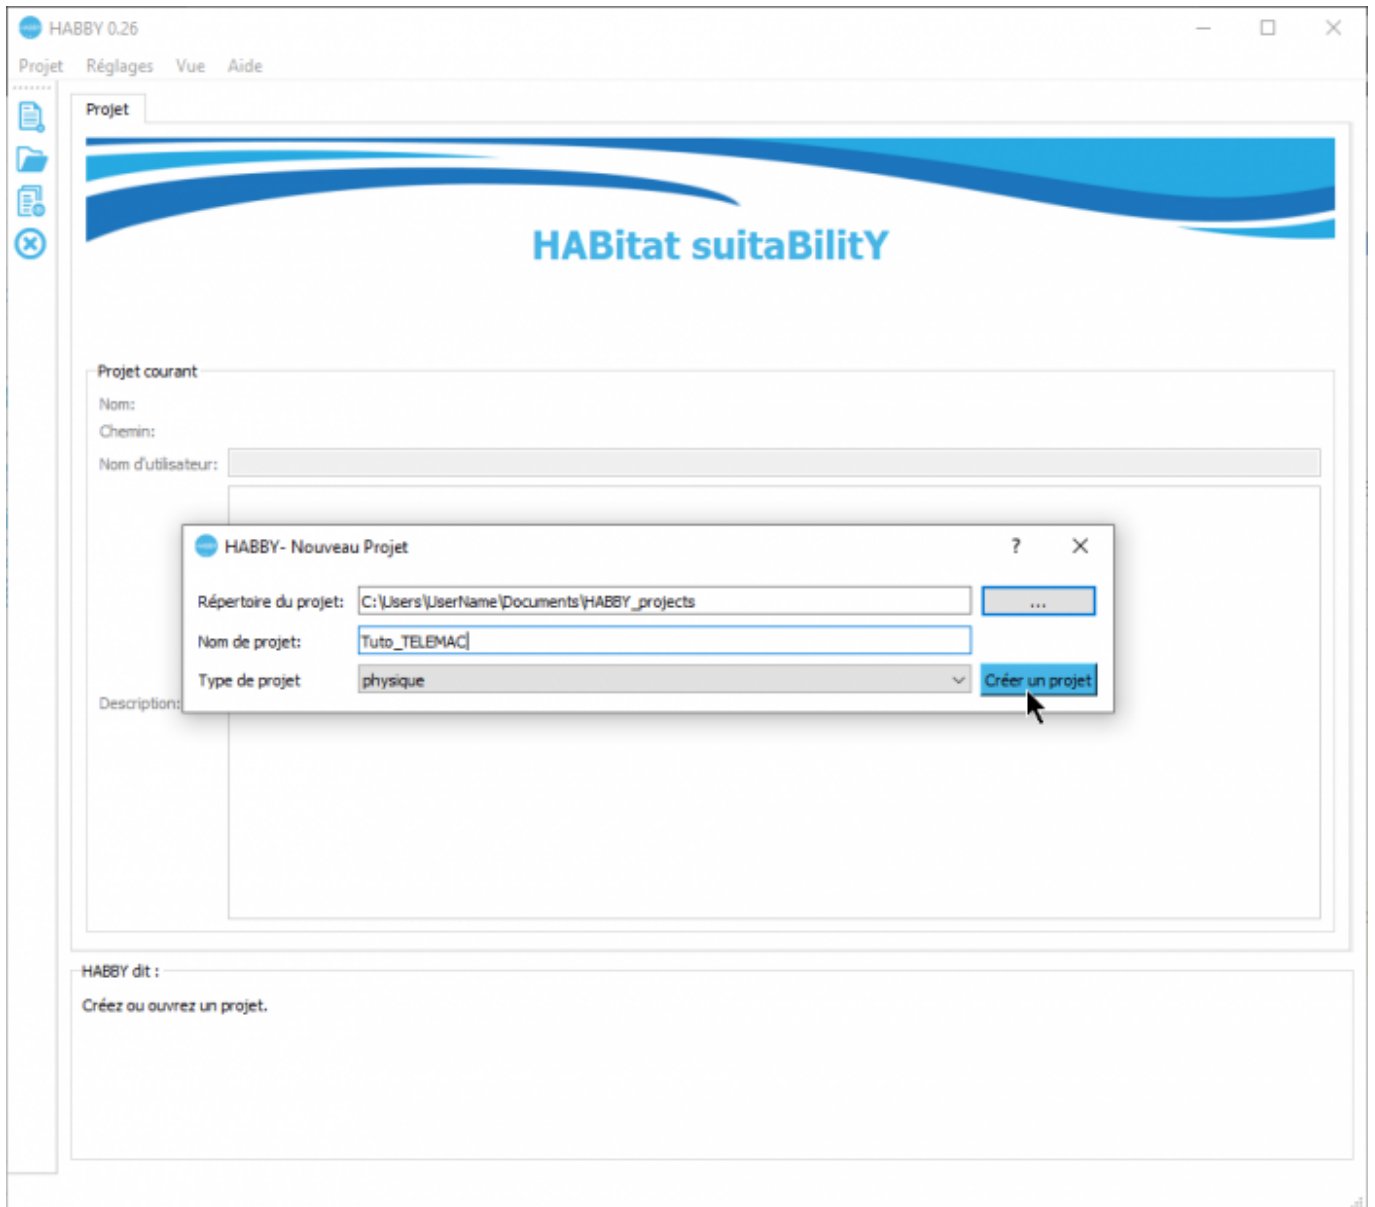 HABBY 0.26
Projet Réglages Vue Aide
Projet
HABitat suitaBilitY
Projet courant
Nom:
Chemin:
Nom d'utilisateur:
HABBY- Nouveau Projet ?
Répertoire du projet: C:\Users\UserName\Documents\HABBY_projects ...
Nom de projet: Tuto_TELEMAC
Type de projet physique Créer un projet
Description:
HABBY dit :
Créez ou ouvrez un projet.